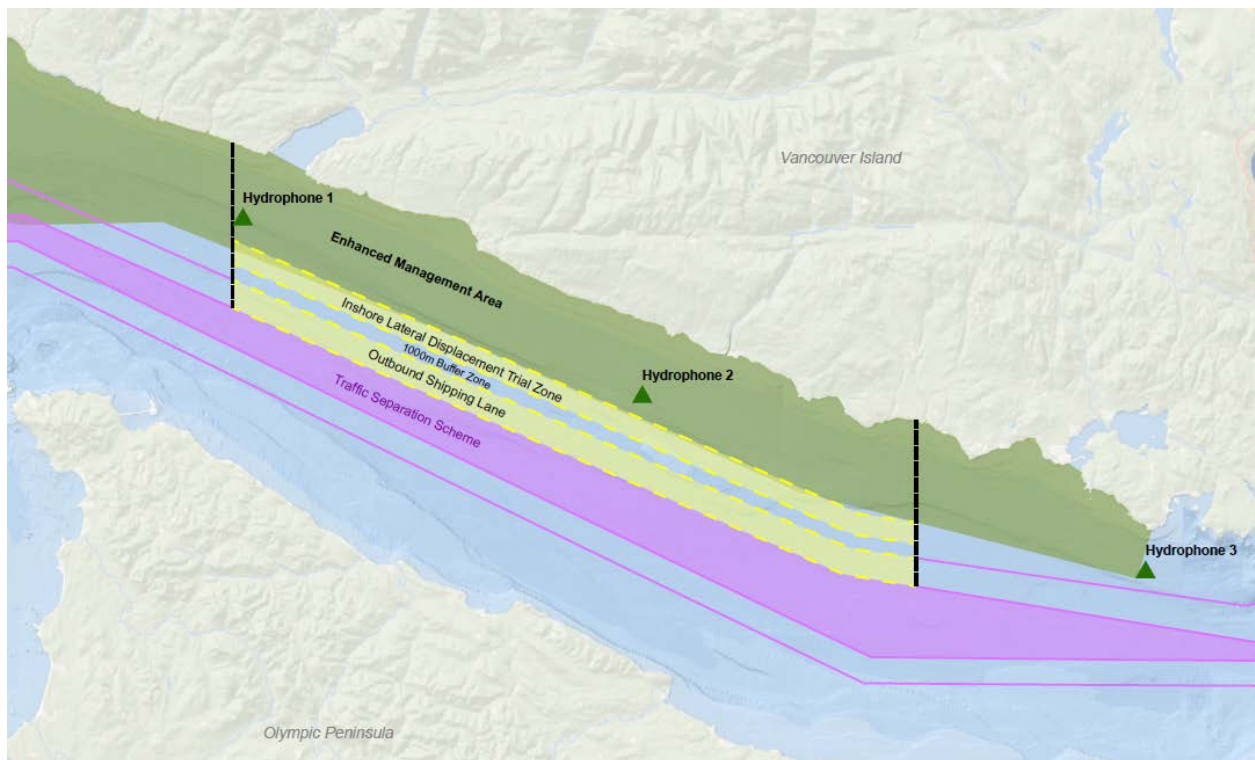 Vancouver Island
Hydrophone 1
Enhanced Management Area
Inshore Lateral Displacement Trial Zone
1000m Buffer Zone
Outbound Shipping Lane
Traffic Separation Scheme
Hydrophone 2
Hydrophone 3
Olympic Peninsula